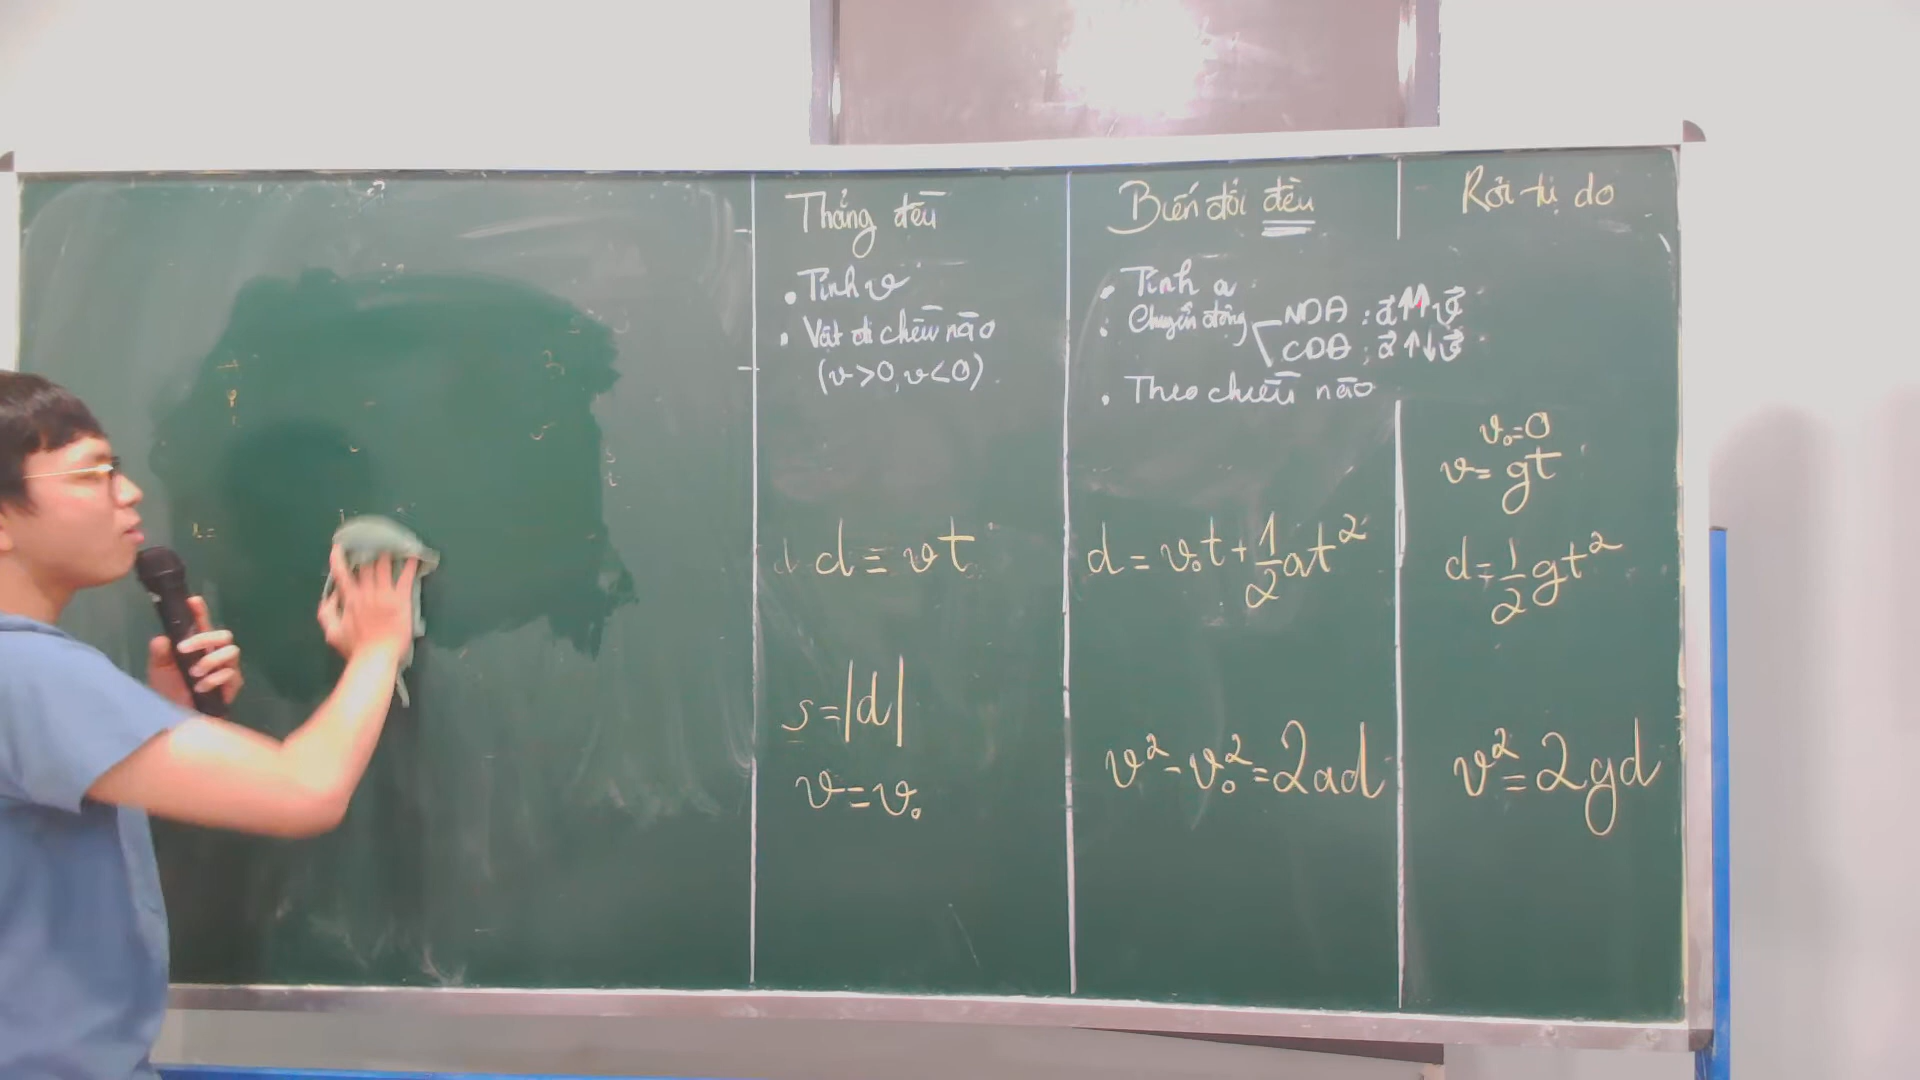 Thẳng đều
• Tính v
• Vật đi chiều nào
(v>0, v<0)
d = vt
s = |d|
v = v₀
Biến đổi đều
• Tính a
• Chuyển động
NDĐ : a⃗ ↑↑ v⃗
CDĐ : a⃗ ↑↓ v⃗
• Theo chiều nào
d = v₀t + 1/2 at²
v² - v₀² = 2ad
Rơi tự do
v₀=0
v = gt
d = 1/2 gt²
v² = 2gd